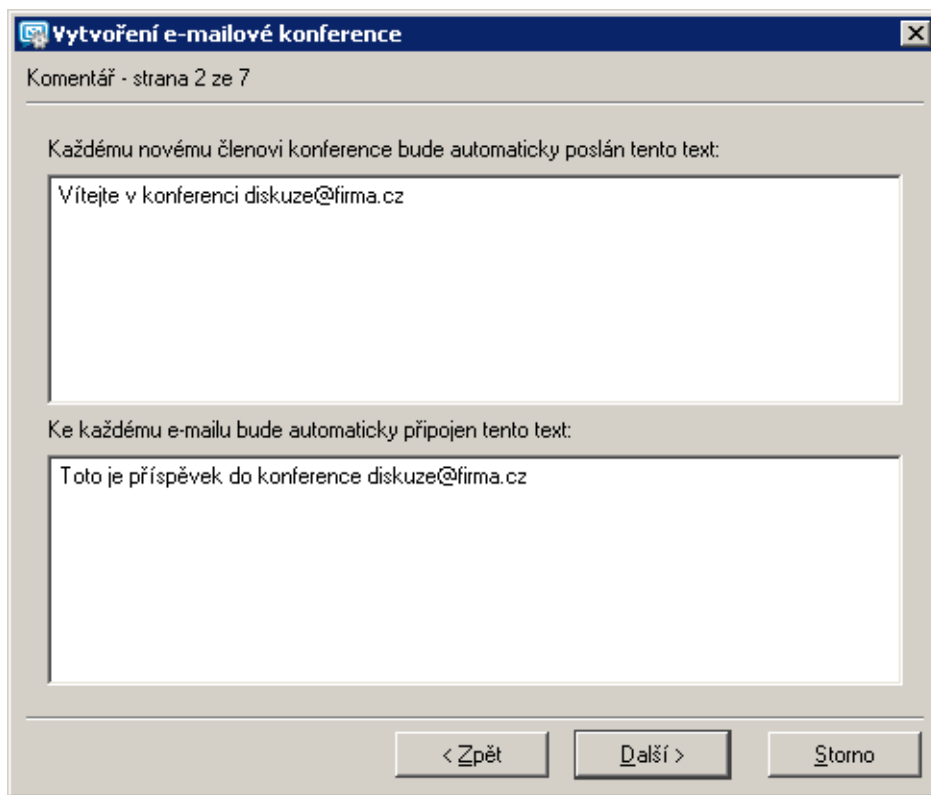 Vytvoření e-mailové konference
Komentář - strana 2 ze 7
Každému novému členovi konference bude automaticky poslán tento text:
Vítejte v konferenci diskuze@firma.cz
Ke každému e-mailu bude automaticky připojen tento text:
Toto je příspěvek do konference diskuze@firma.cz
< Zpět
Další >
Storno